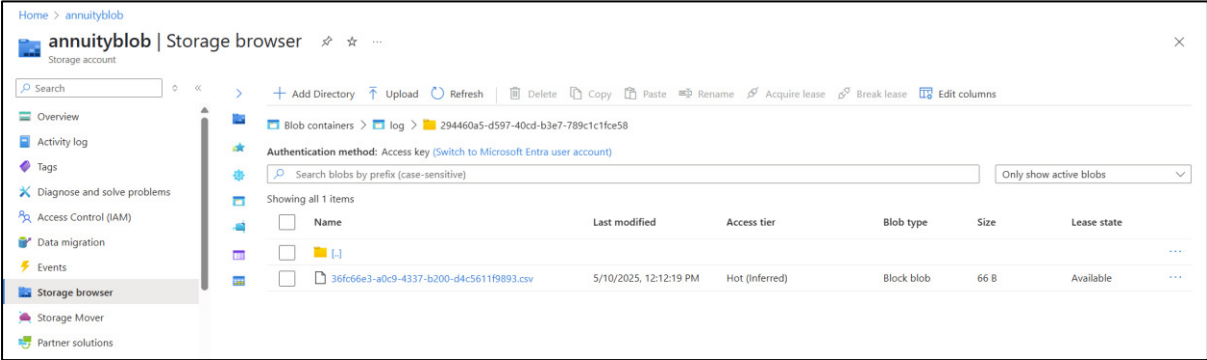 Home > annuityblob
annuityblob | Storage browser
Storage account
Search
Overview
Activity log
Tags
Diagnose and solve problems
Access Control (IAM)
Data migration
Events
Storage browser
Storage Mover
Partner solutions
Add Directory Upload Refresh Delete Copy Paste Rename Acquire lease Break lease Edit columns
Blob containers > log > 294460a5-d597-40cd-b3e7-789c1c1fce58
Authentication method: Access key (Switch to Microsoft Entra user account)
Search blobs by prefix (case-sensitive) Only show active blobs
Showing all 1 items
Name Last modified Access tier Blob type Size Lease state
[..]
36fc66e3-a0c9-4337-b200-d4c5611f9893.csv 5/10/2025, 12:12:19 PM Hot (Inferred) Block blob 66 B Available